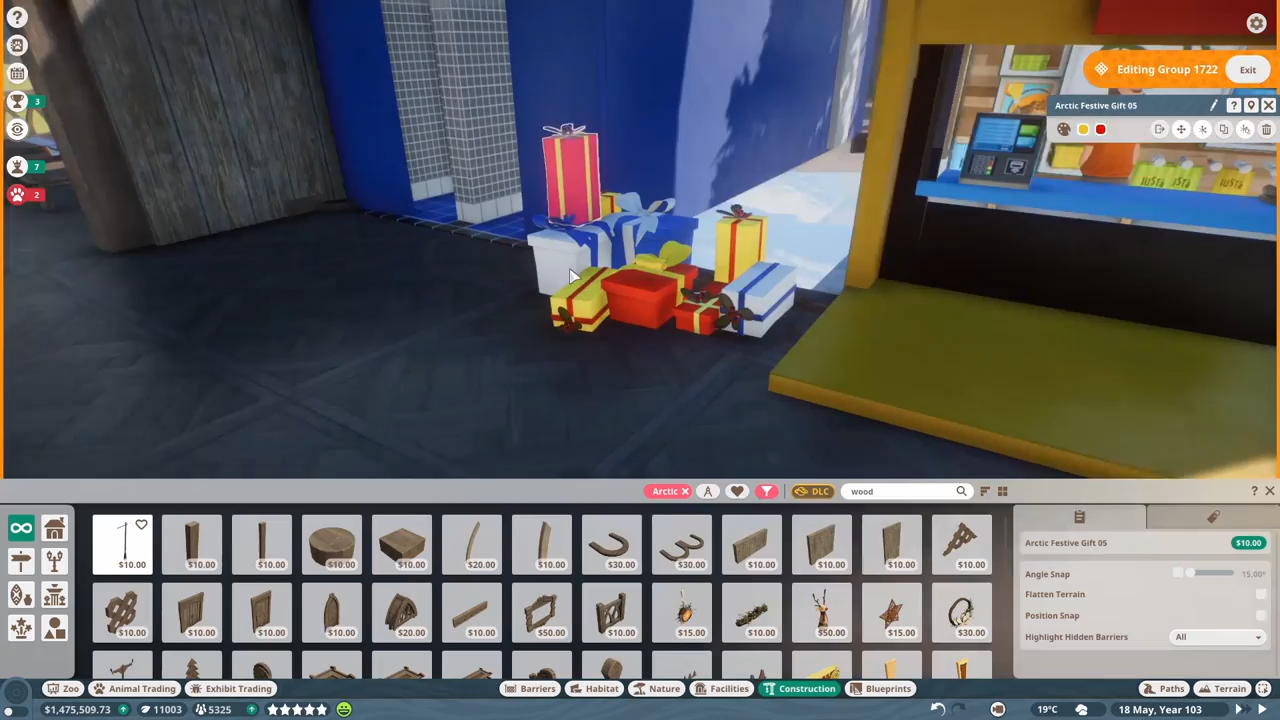 Editing Group 1722
Exit
Arctic Festive Gift 05
?
3
7
2
Arctic ×
DLC
wood
$10.00 $10.00 $10.00 $10.00 $10.00 $20.00 $10.00 $30.00 $30.00 $10.00 $10.00 $10.00 $10.00
$10.00 $10.00 $10.00 $10.00 $20.00 $10.00 $50.00 $10.00 $15.00 $10.00 $50.00 $15.00 $30.00
Arctic Festive Gift 05 $10.00
Angle Snap 15.00°
Flatten Terrain
Position Snap
Highlight Hidden Barriers All
Zoo Animal Trading Exhibit Trading Barriers Habitat Nature Facilities Construction Blueprints Paths Terrain
$1,475,509.73 11003 5325 19°C 18 May, Year 103